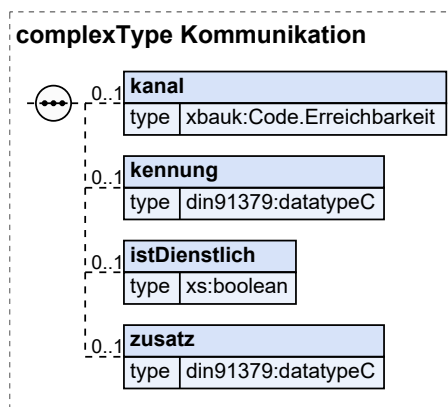 complexType Kommunikation
0..1 kanal
type xbauk:Code.Erreichbarkeit
0..1 kennung
type din91379:datatypeC
0..1 istDienstlich
type xs:boolean
0..1 zusatz
type din91379:datatypeC